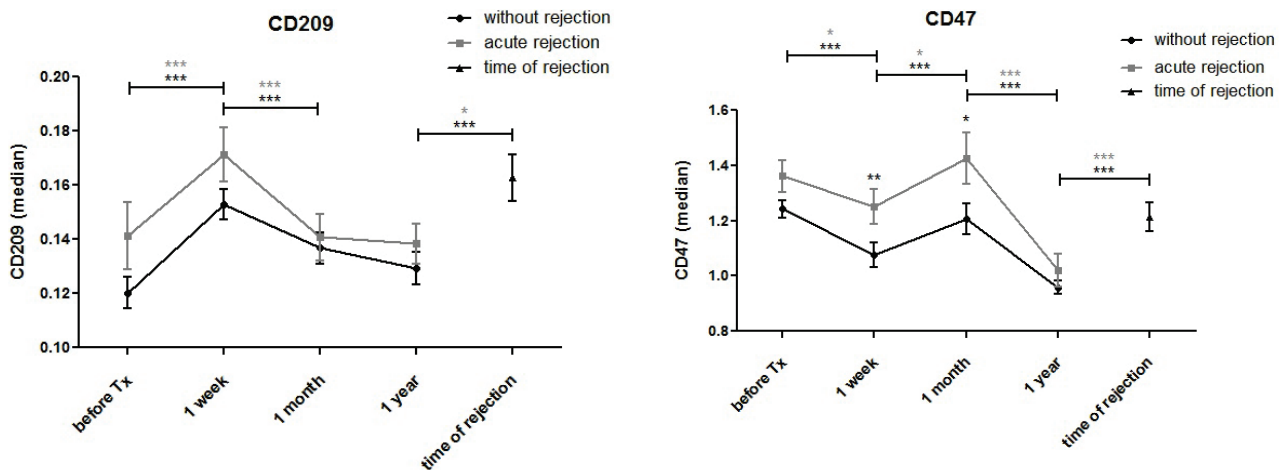 CD209
without rejection
acute rejection
time of rejection
***
***
***
***
*
***
0.20
0.18
0.16
0.14
0.12
0.10
CD209 (median)
before Tx
1 week
1 month
1 year
time of rejection
CD47
without rejection
acute rejection
time of rejection
*
***
*
***
***
***
*
**
***
***
1.6
1.4
1.2
1.0
0.8
CD47 (median)
before Tx
1 week
1 month
1 year
time of rejection